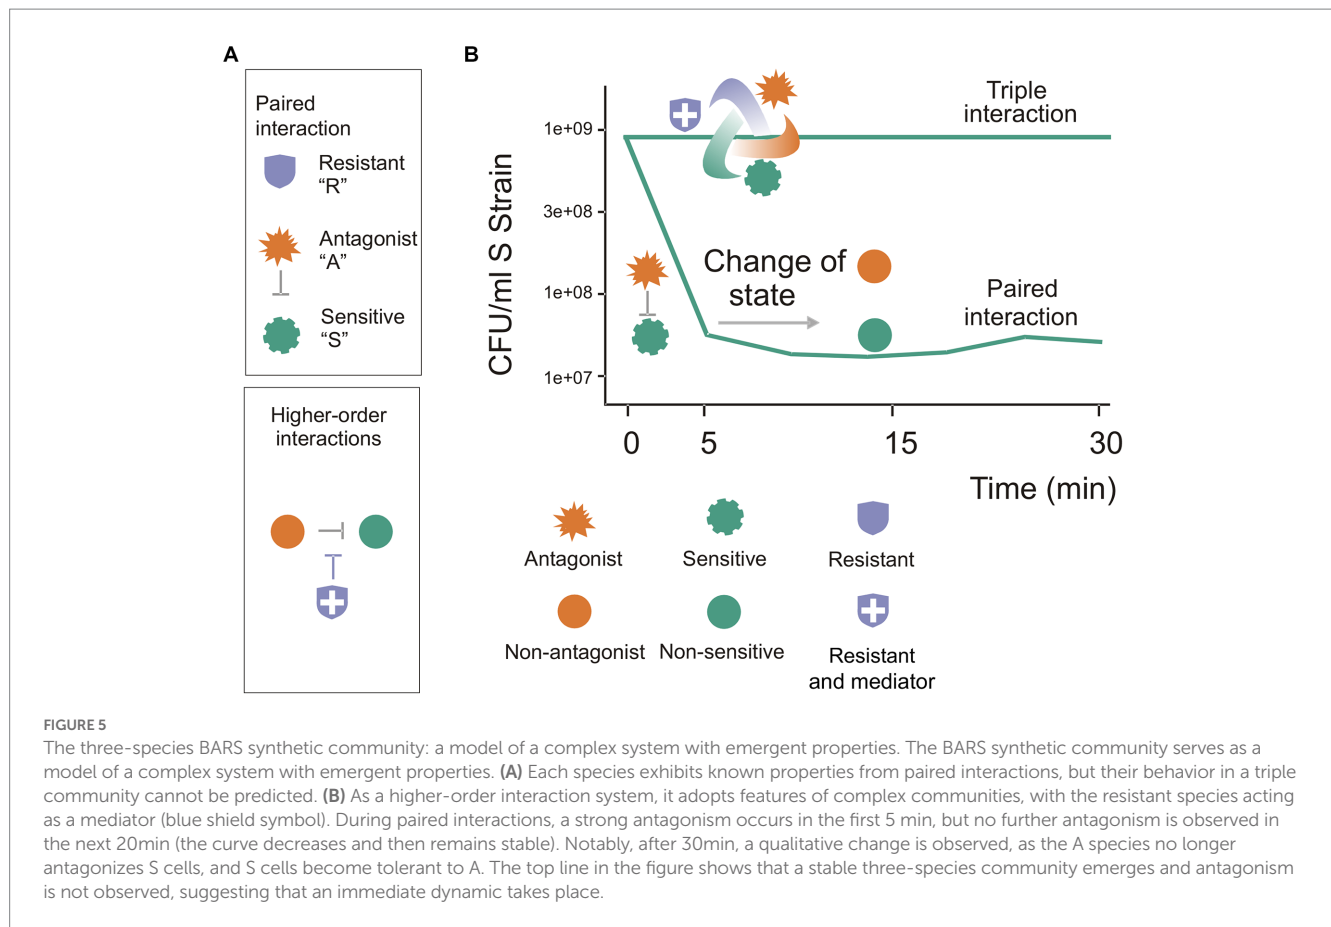 A
Paired
interaction
Resistant
“R”
Antagonist
“A”
Sensitive
“S”
Higher-order
interactions
B
CFU/ml S Strain
1e+09
3e+08
1e+08
1e+07
Triple
interaction
Change of
state
Paired
interaction
0 5 15 30
Time (min)
Antagonist Sensitive Resistant
Non-antagonist Non-sensitive Resistant
and mediator
FIGURE 5
The three-species BARS synthetic community: a model of a complex system with emergent properties. The BARS synthetic community serves as a
model of a complex system with emergent properties. (A) Each species exhibits known properties from paired interactions, but their behavior in a triple
community cannot be predicted. (B) As a higher-order interaction system, it adopts features of complex communities, with the resistant species acting
as a mediator (blue shield symbol). During paired interactions, a strong antagonism occurs in the first 5 min, but no further antagonism is observed in
the next 20min (the curve decreases and then remains stable). Notably, after 30min, a qualitative change is observed, as the A species no longer
antagonizes S cells, and S cells become tolerant to A. The top line in the figure shows that a stable three-species community emerges and antagonism
is not observed, suggesting that an immediate dynamic takes place.